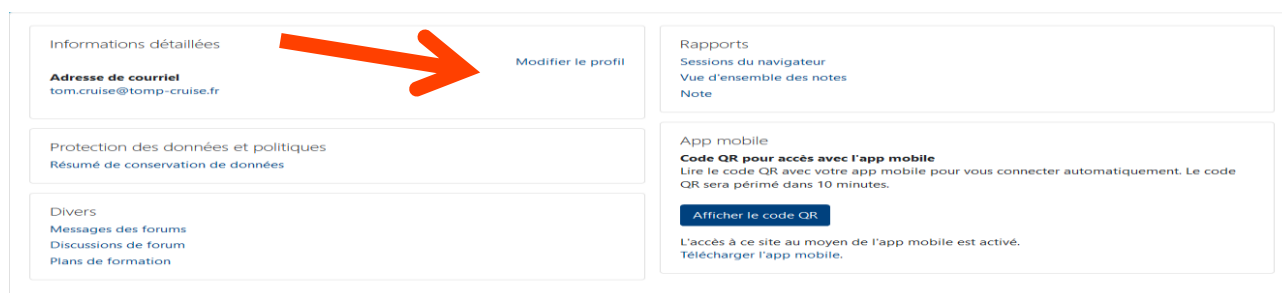 Informations détaillées
Modifier le profil
Adresse de courriel
tom.cruise@tomp-cruise.fr
Protection des données et politiques
Résumé de conservation de données
Divers
Messages des forums
Discussions de forum
Plans de formation
Rapports
Sessions du navigateur
Vue d'ensemble des notes
Note
App mobile
Code QR pour accès avec l'app mobile
Lire le code QR avec votre app mobile pour vous connecter automatiquement. Le code
QR sera périmé dans 10 minutes.
Afficher le code QR
L'accès à ce site au moyen de l'app mobile est activé.
Télécharger l'app mobile.